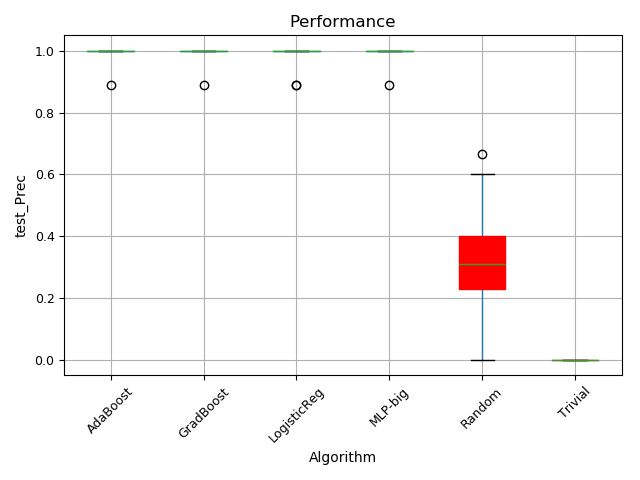 Performance
1.0
0.8
0.6
0.4
0.2
0.0
test_Prec
AdaBoost
GradBoost
LogisticReg
MLP-big
Random
Trivial
Algorithm